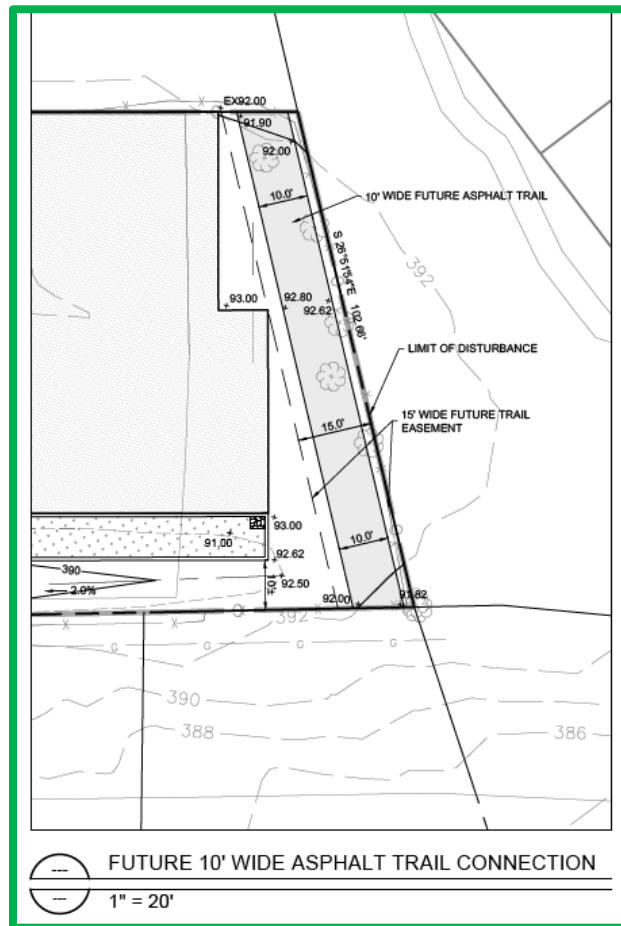 EX92.00
91.90
92.00
10.0'
10' WIDE FUTURE ASPHALT TRAIL
S 26°51'54"E 102.66'
392
93.00
92.80
92.62
LIMIT OF DISTURBANCE
15' WIDE FUTURE TRAIL
EASEMENT
15.0'
93.00
91.00
92.62
10.0'
390
92.50
2.0%
10'±
92.00
91.82
X X X X
392
G G G G
390
388
386
--- FUTURE 10' WIDE ASPHALT TRAIL CONNECTION
--- 1" = 20'